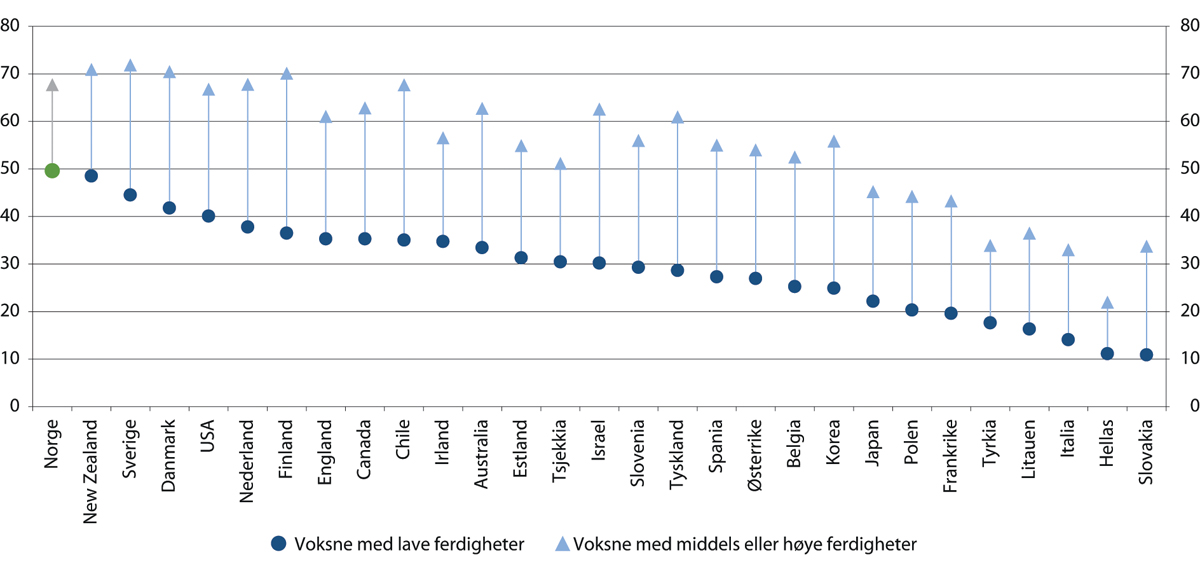 80 80
70 70
60 60
50 50
40 40
30 30
20 20
10 10
0 0
Norge
New Zealand
Sverige
Danmark
USA
Nederland
Finland
England
Canada
Chile
Irland
Australia
Estland
Tsjekkia
Israel
Slovenia
Tyskland
Spania
Østerrike
Belgia
Korea
Japan
Polen
Frankrike
Tyrkia
Litauen
Italia
Hellas
Slovakia
Voksne med lave ferdigheter Voksne med middels eller høye ferdigheter